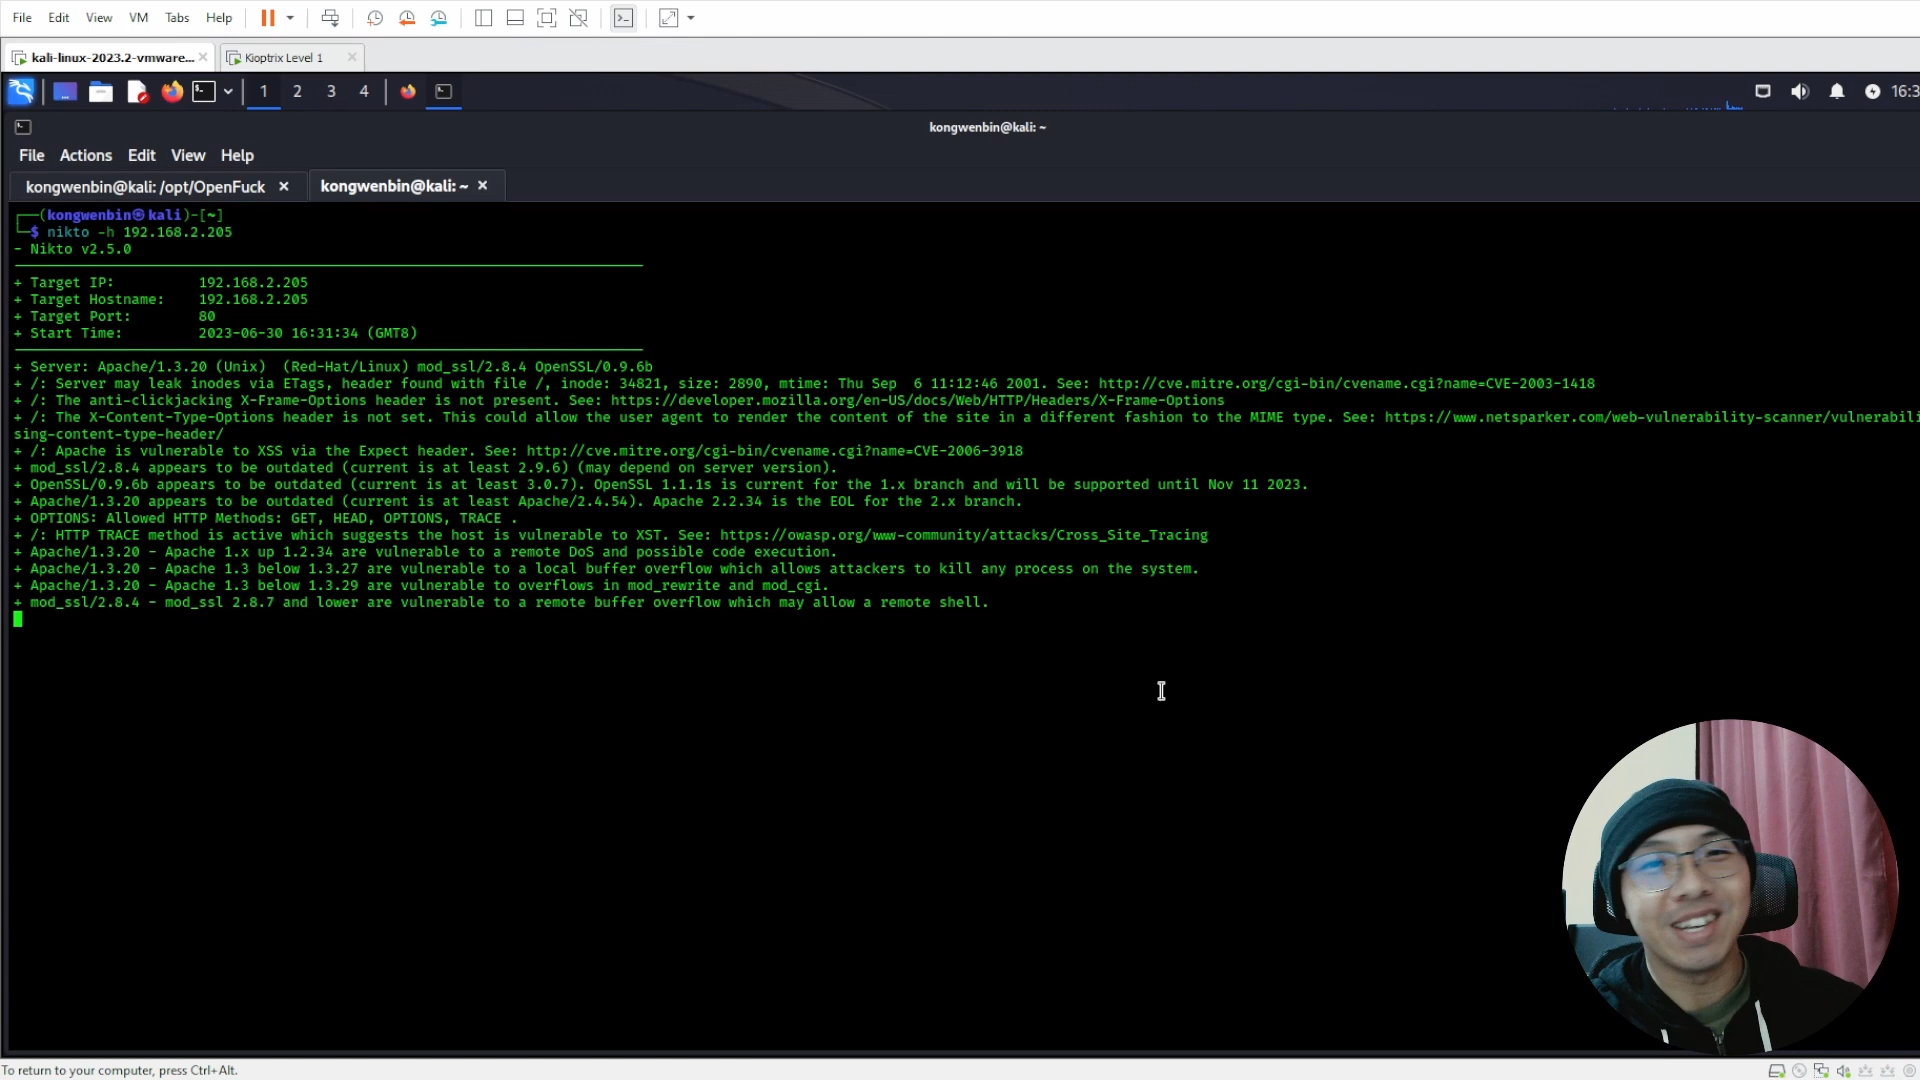 File Edit View VM Tabs Help
kali-linux-2023.2-vmware... Kioptrix Level 1
1 2 3 4 16:3
kongwenbin@kali: ~
File Actions Edit View Help
kongwenbin@kali: /opt/OpenFuck kongwenbin@kali: ~
(kongwenbin㉿kali)-[~]
$ nikto -h 192.168.2.205
- Nikto v2.5.0
+ Target IP: 192.168.2.205
+ Target Hostname: 192.168.2.205
+ Target Port: 80
+ Start Time: 2023-06-30 16:31:34 (GMT8)
+ Server: Apache/1.3.20 (Unix) (Red-Hat/Linux) mod_ssl/2.8.4 OpenSSL/0.9.6b
+ /: Server may leak inodes via ETags, header found with file /, inode: 34821, size: 2890, mtime: Thu Sep 6 11:12:46 2001. See: http://cve.mitre.org/cgi-bin/cvename.cgi?name=CVE-2003-1418
+ /: The anti-clickjacking X-Frame-Options header is not present. See: https://developer.mozilla.org/en-US/docs/Web/HTTP/Headers/X-Frame-Options
+ /: The X-Content-Type-Options header is not set. This could allow the user agent to render the content of the site in a different fashion to the MIME type. See: https://www.netsparker.com/web-vulnerability-scanner/vulnerabili
sing-content-type-header/
+ /: Apache is vulnerable to XSS via the Expect header. See: http://cve.mitre.org/cgi-bin/cvename.cgi?name=CVE-2006-3918
+ mod_ssl/2.8.4 appears to be outdated (current is at least 2.9.6) (may depend on server version).
+ OpenSSL/0.9.6b appears to be outdated (current is at least 3.0.7). OpenSSL 1.1.1s is current for the 1.x branch and will be supported until Nov 11 2023.
+ Apache/1.3.20 appears to be outdated (current is at least Apache/2.4.54). Apache 2.2.34 is the EOL for the 2.x branch.
+ OPTIONS: Allowed HTTP Methods: GET, HEAD, OPTIONS, TRACE .
+ /: HTTP TRACE method is active which suggests the host is vulnerable to XST. See: https://owasp.org/www-community/attacks/Cross_Site_Tracing
+ Apache/1.3.20 - Apache 1.x up 1.2.34 are vulnerable to a remote DoS and possible code execution.
+ Apache/1.3.20 - Apache 1.3 below 1.3.27 are vulnerable to a local buffer overflow which allows attackers to kill any process on the system.
+ Apache/1.3.20 - Apache 1.3 below 1.3.29 are vulnerable to overflows in mod_rewrite and mod_cgi.
+ mod_ssl/2.8.4 - mod_ssl 2.8.7 and lower are vulnerable to a remote buffer overflow which may allow a remote shell.
To return to your computer, press Ctrl+Alt.